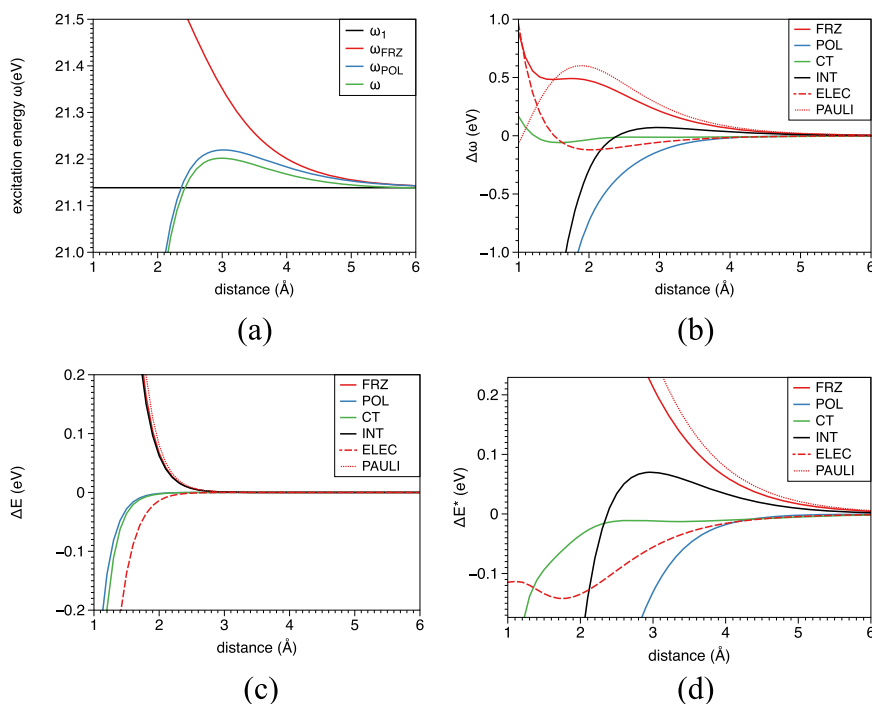 21.5
21.4
21.3
21.2
21.1
21.0
excitation energy ω(eV)
1 2 3 4 5 6
distance (Å)
ω1
ωFRZ
ωPOL
ω
(a)
1.0
0.5
0
−0.5
−1.0
Δω (eV)
1 2 3 4 5 6
distance (Å)
FRZ
POL
CT
INT
ELEC
PAULI
(b)
0.2
0.1
0
−0.1
−0.2
ΔE (eV)
1 2 3 4 5 6
distance (Å)
FRZ
POL
CT
INT
ELEC
PAULI
(c)
0.2
0.1
0
−0.1
ΔE* (eV)
1 2 3 4 5 6
distance (Å)
FRZ
POL
CT
INT
ELEC
PAULI
(d)